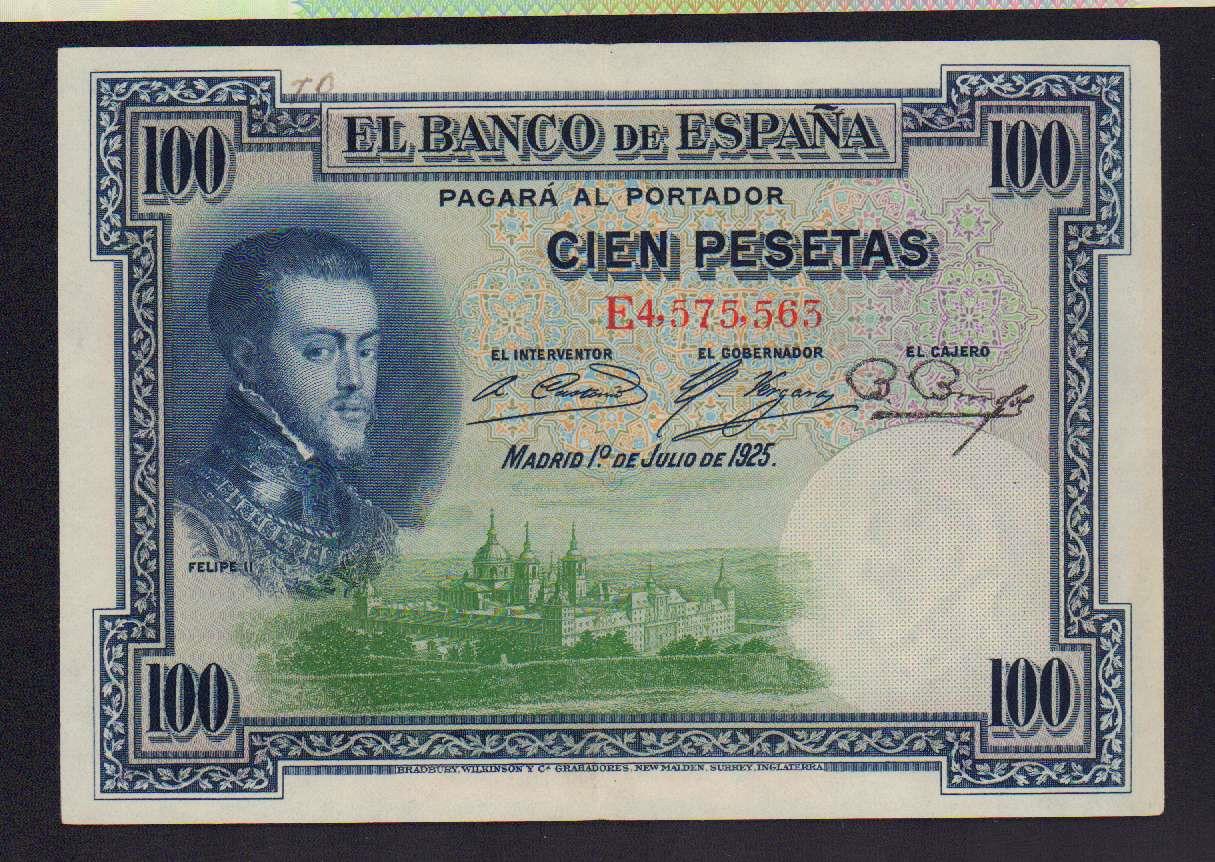 TO
100 EL BANCO DE ESPAÑA 100
PAGARÁ AL PORTADOR
CIEN PESETAS
E4,575,563
EL INTERVENTOR EL GOBERNADOR EL CAJERO
MADRID 1º DE JULIO DE 1925.
FELIPE II
100 100
BRADBURY, WILKINSON Y Cª GRABADORES, NEW MALDEN, SURREY, INGLATERRA